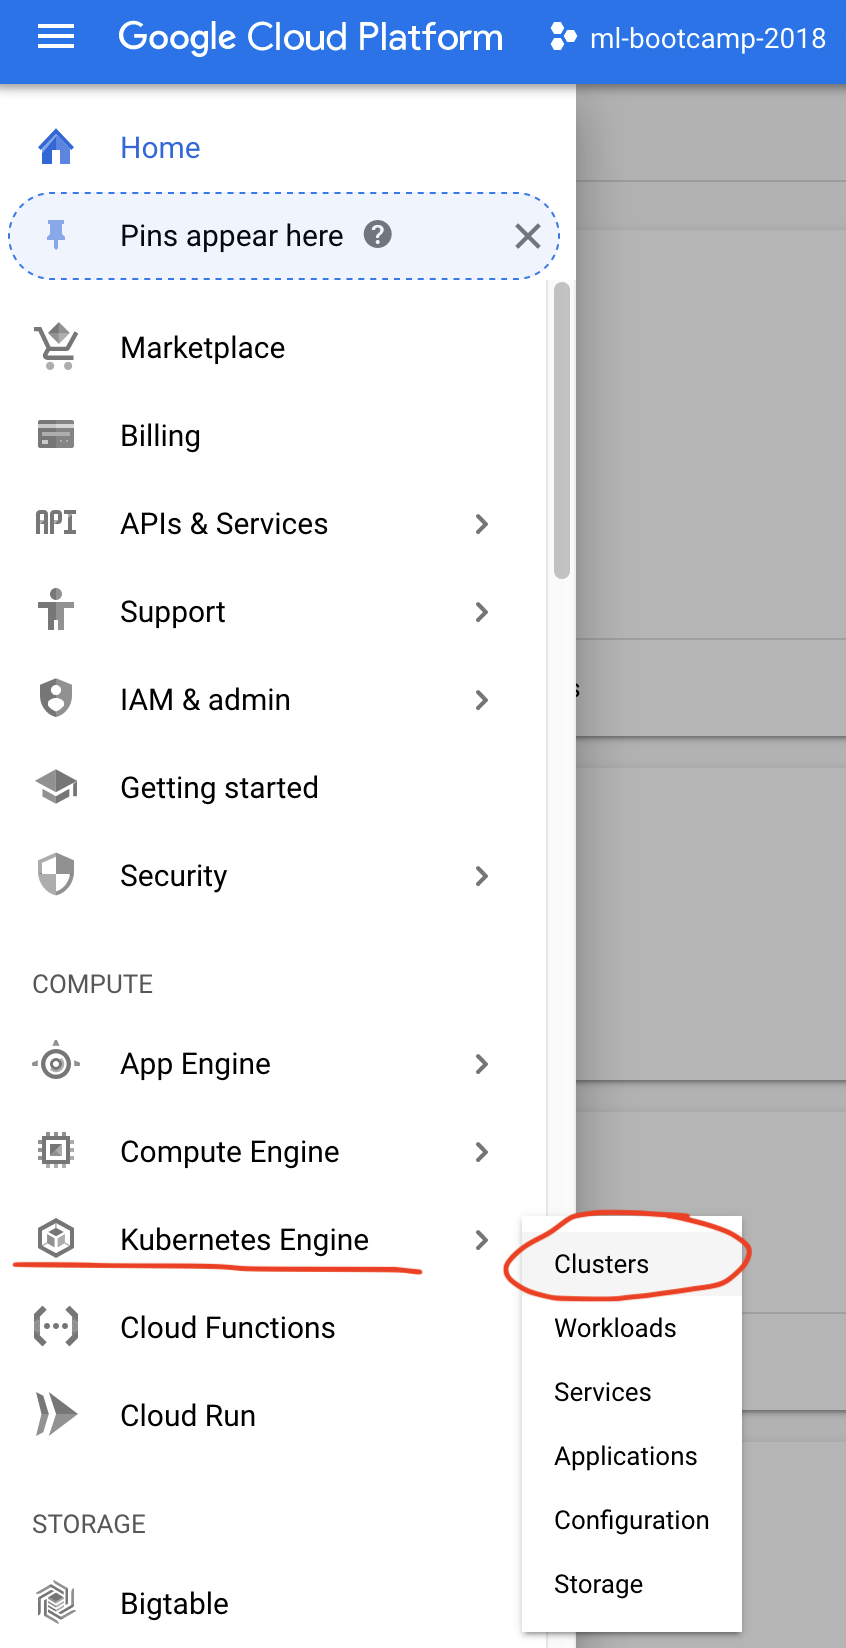 Google Cloud Platform ml-bootcamp-2018
Home
Pins appear here ?
Marketplace
Billing
API APIs & Services
Support
IAM & admin
Getting started
Security
COMPUTE
App Engine
Compute Engine
Kubernetes Engine
Clusters
Workloads
Services
Applications
Configuration
Storage
Cloud Functions
Cloud Run
STORAGE
Bigtable